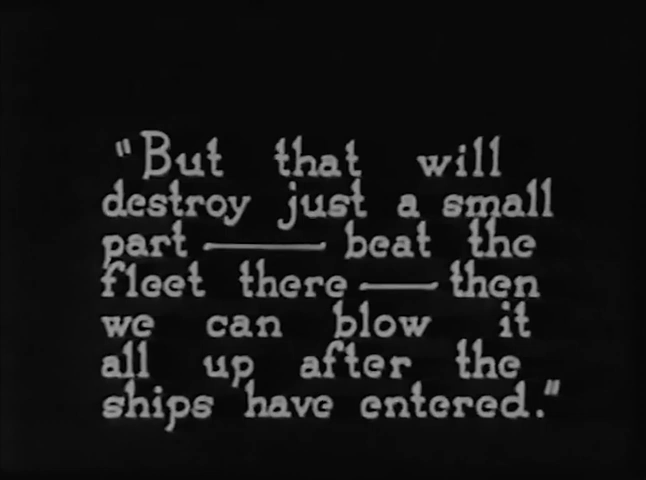 "But that will
destroy just a small
part —— beat the
fleet there — then
we can blow it
all up after the
ships have entered."